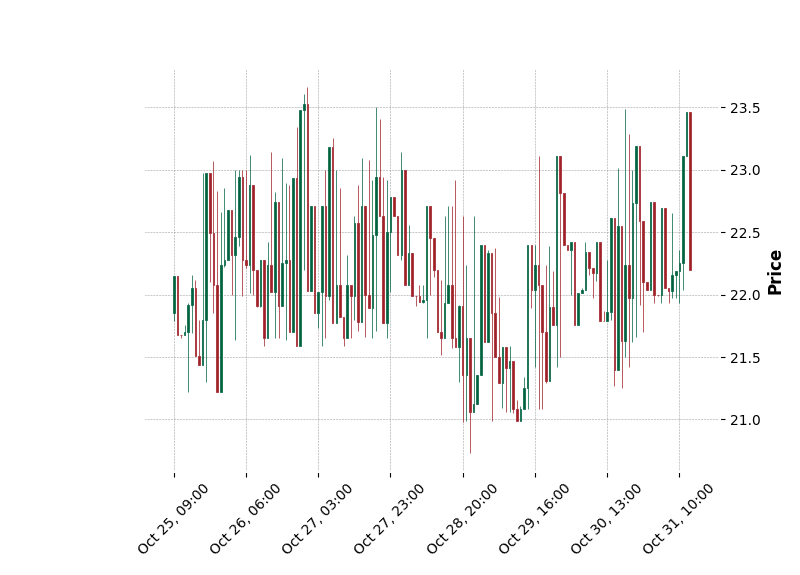 23.5
23.0
22.5
22.0
21.5
21.0
Price
Oct 25, 09:00
Oct 26, 06:00
Oct 27, 03:00
Oct 27, 23:00
Oct 28, 20:00
Oct 29, 16:00
Oct 30, 13:00
Oct 31, 10:00